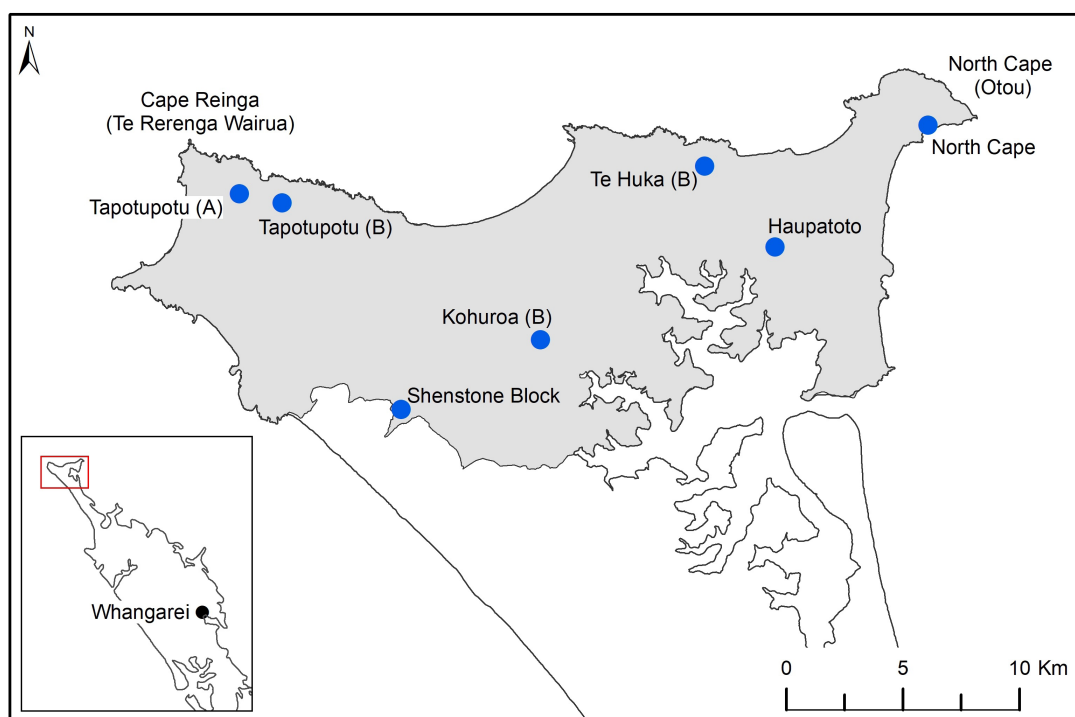 N
North Cape
(Otou)
Cape Reinga
(Te Rerenga Wairua)
North Cape
Te Huka (B)
Tapotupotu (A)
Tapotupotu (B)
Haupatoto
Kohuroa (B)
Shenstone Block
Whangarei
0 5 10 Km